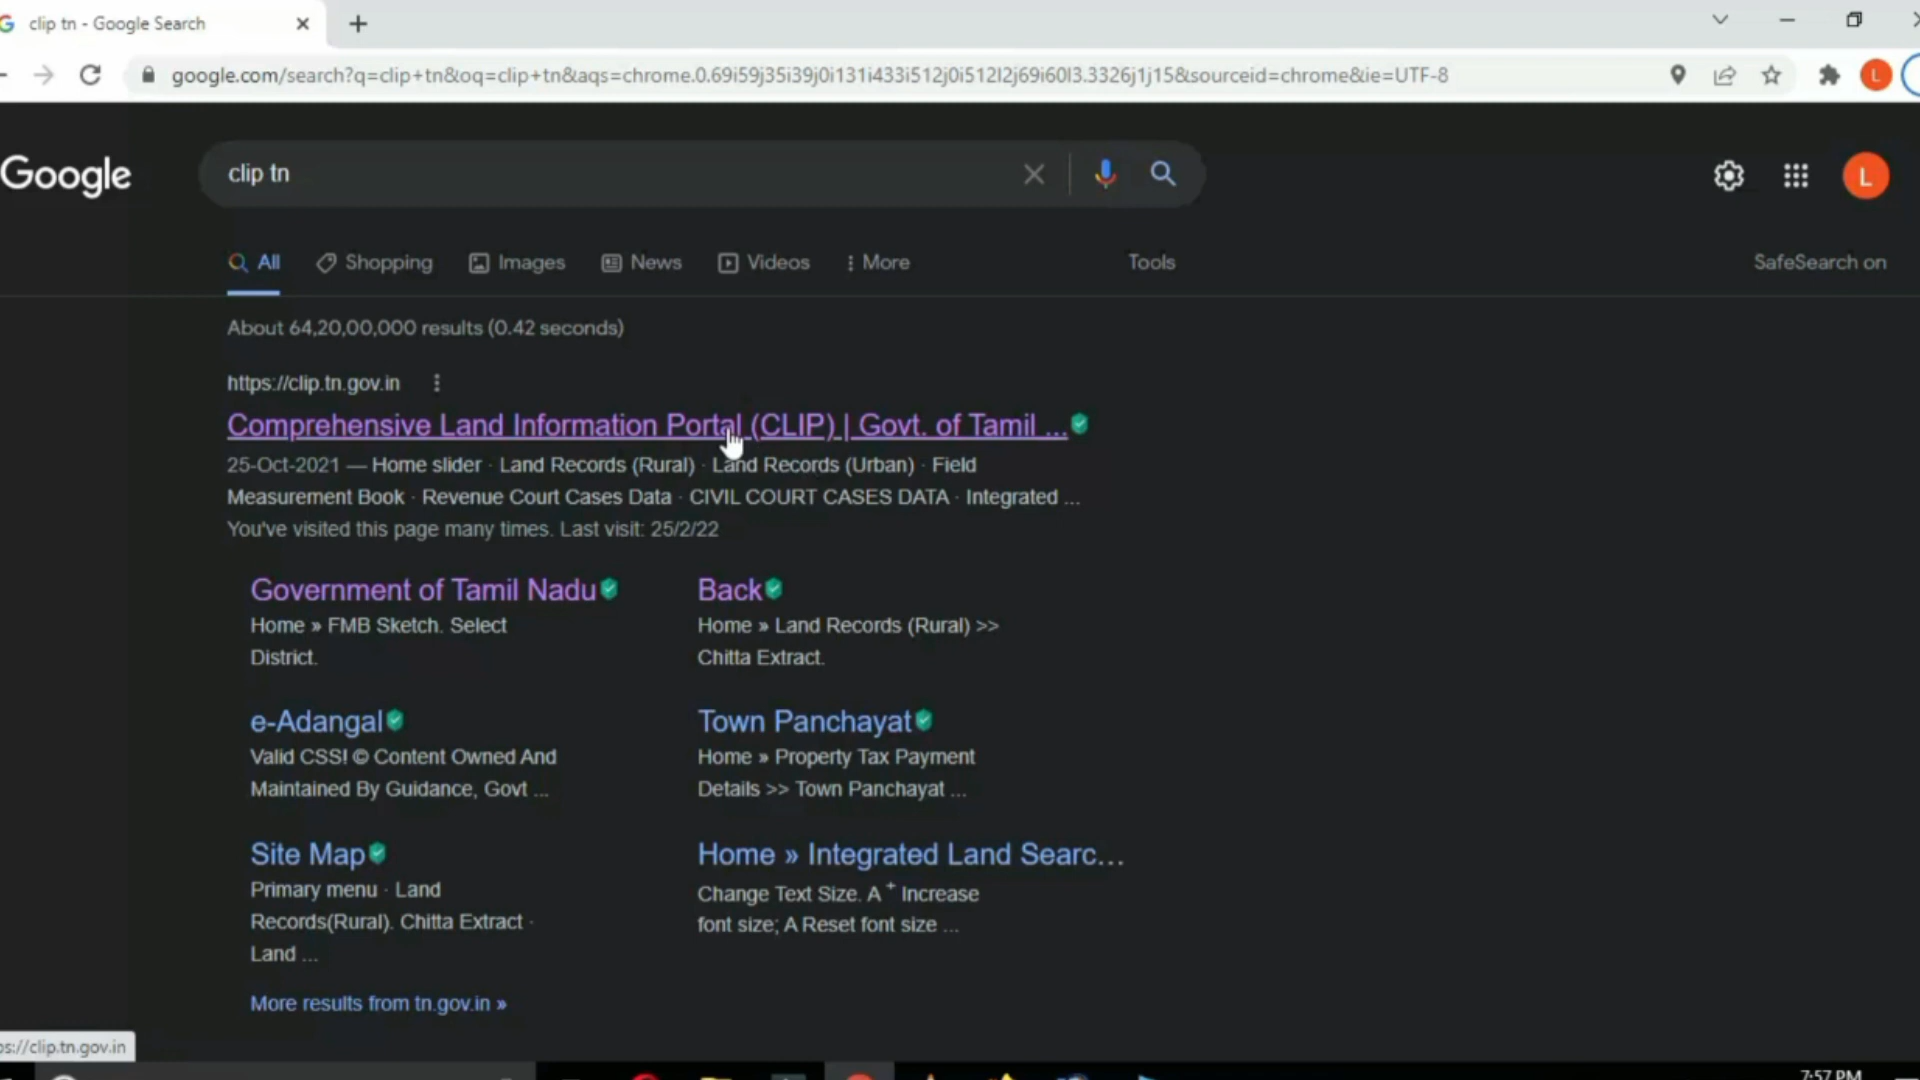 clip tn - Google Search
google.com/search?q=clip+tn&oq=clip+tn&aqs=chrome.0.69i59j35i39j0i131i433i512j0i512l2j69i60l3.3326j1j15&sourceid=chrome&ie=UTF-8
L
Google
clip tn
L
All
Shopping
Images
News
Videos
More
Tools
SafeSearch on
About 64,20,00,000 results (0.42 seconds)
https://clip.tn.gov.in
Comprehensive Land Information Portal (CLIP) | Govt. of Tamil ...
25-Oct-2021 — Home slider · Land Records (Rural) · Land Records (Urban) · Field
Measurement Book · Revenue Court Cases Data · CIVIL COURT CASES DATA · Integrated ...
You've visited this page many times. Last visit: 25/2/22
Government of Tamil Nadu
Home » FMB Sketch. Select
District.
Back
Home » Land Records (Rural) >>
Chitta Extract.
e-Adangal
Valid CSS! © Content Owned And
Maintained By Guidance, Govt ...
Town Panchayat
Home » Property Tax Payment
Details >> Town Panchayat ...
Site Map
Primary menu · Land
Records(Rural). Chitta Extract ·
Land ...
Home » Integrated Land Searc...
Change Text Size. A + Increase
font size; A Reset font size ...
More results from tn.gov.in »
ps://clip.tn.gov.in
7:57 PM